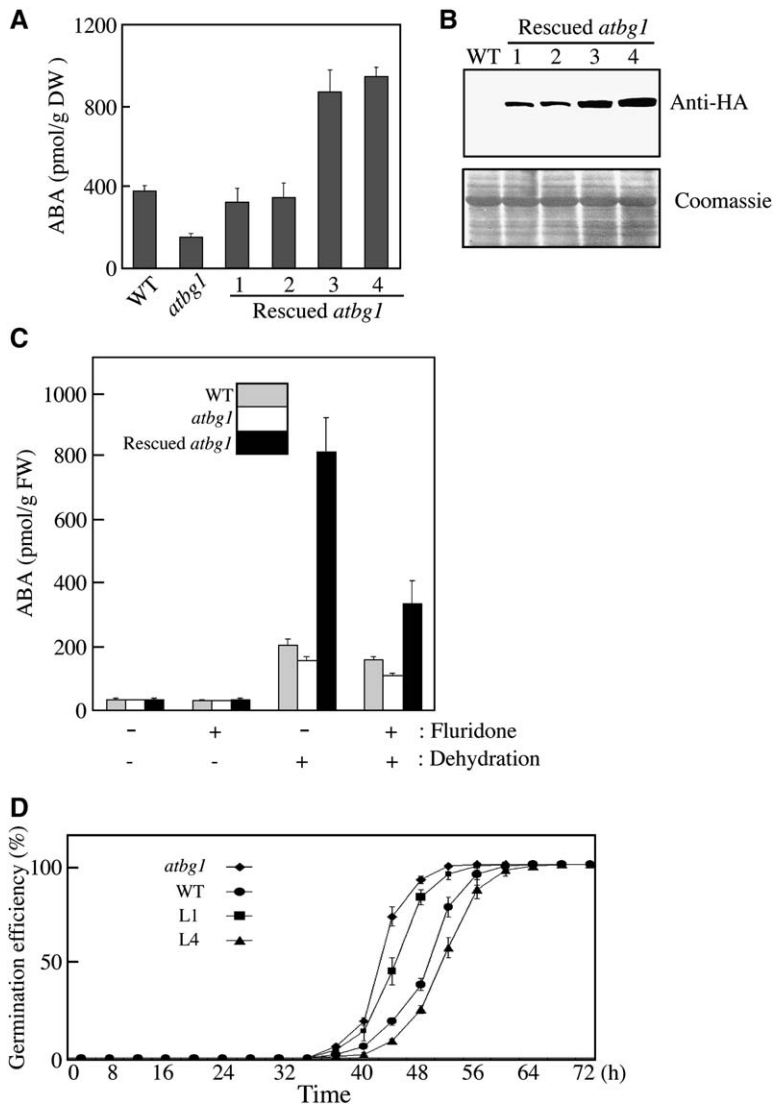 A
ABA (pmol/g DW )
1200
800
400
0
WT
atbg1
1 2 3 4
Rescued atbg1
B
Rescued atbg1
WT 1 2 3 4
Anti-HA
Coomassie
C
ABA (pmol/g FW)
1000
800
600
400
200
0
WT
atbg1
Rescued atbg1
– + – + : Fluridone
- - + + : Dehydration
D
Germination efficiency (%)
100
50
0
atbg1
WT
L1
L4
0 8 16 24 32 40 48 56 64 72 (h)
Time